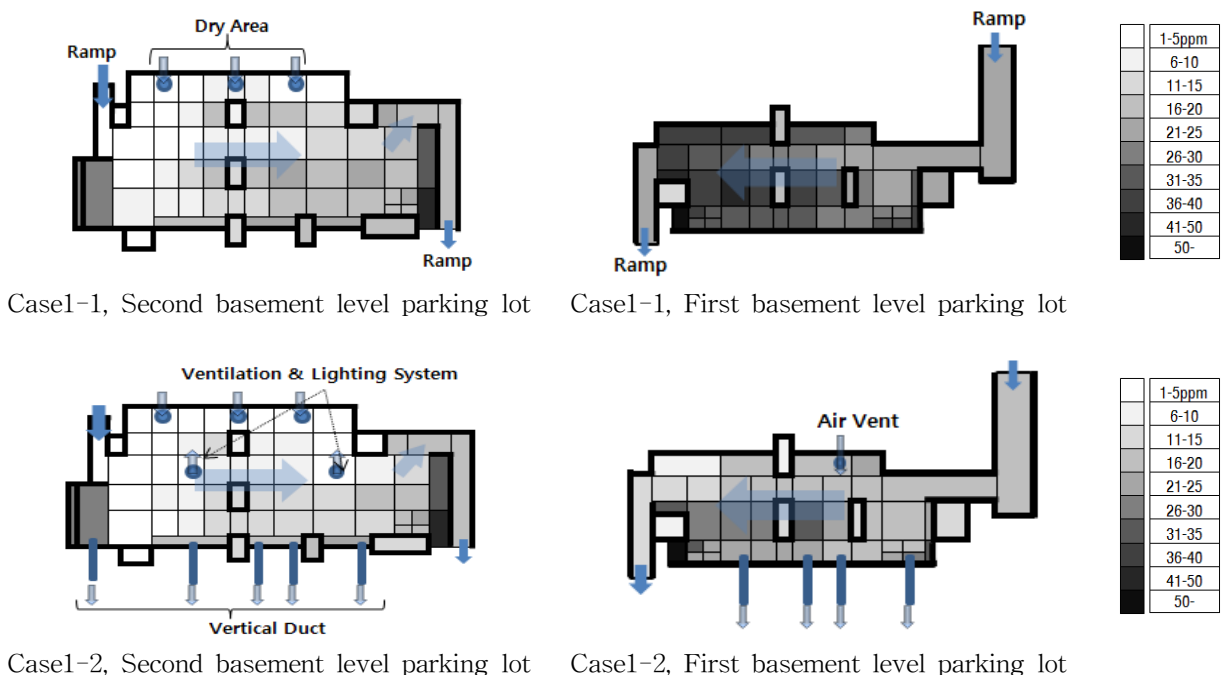 Dry Area
Ramp
Ramp
Case1-1, Second basement level parking lot
Ramp
Ramp
Case1-1, First basement level parking lot
1-5ppm
6-10
11-15
16-20
21-25
26-30
31-35
36-40
41-50
50-
Ventilation & Lighting System
Vertical Duct
Case1-2, Second basement level parking lot
Air Vent
Case1-2, First basement level parking lot
1-5ppm
6-10
11-15
16-20
21-25
26-30
31-35
36-40
41-50
50-